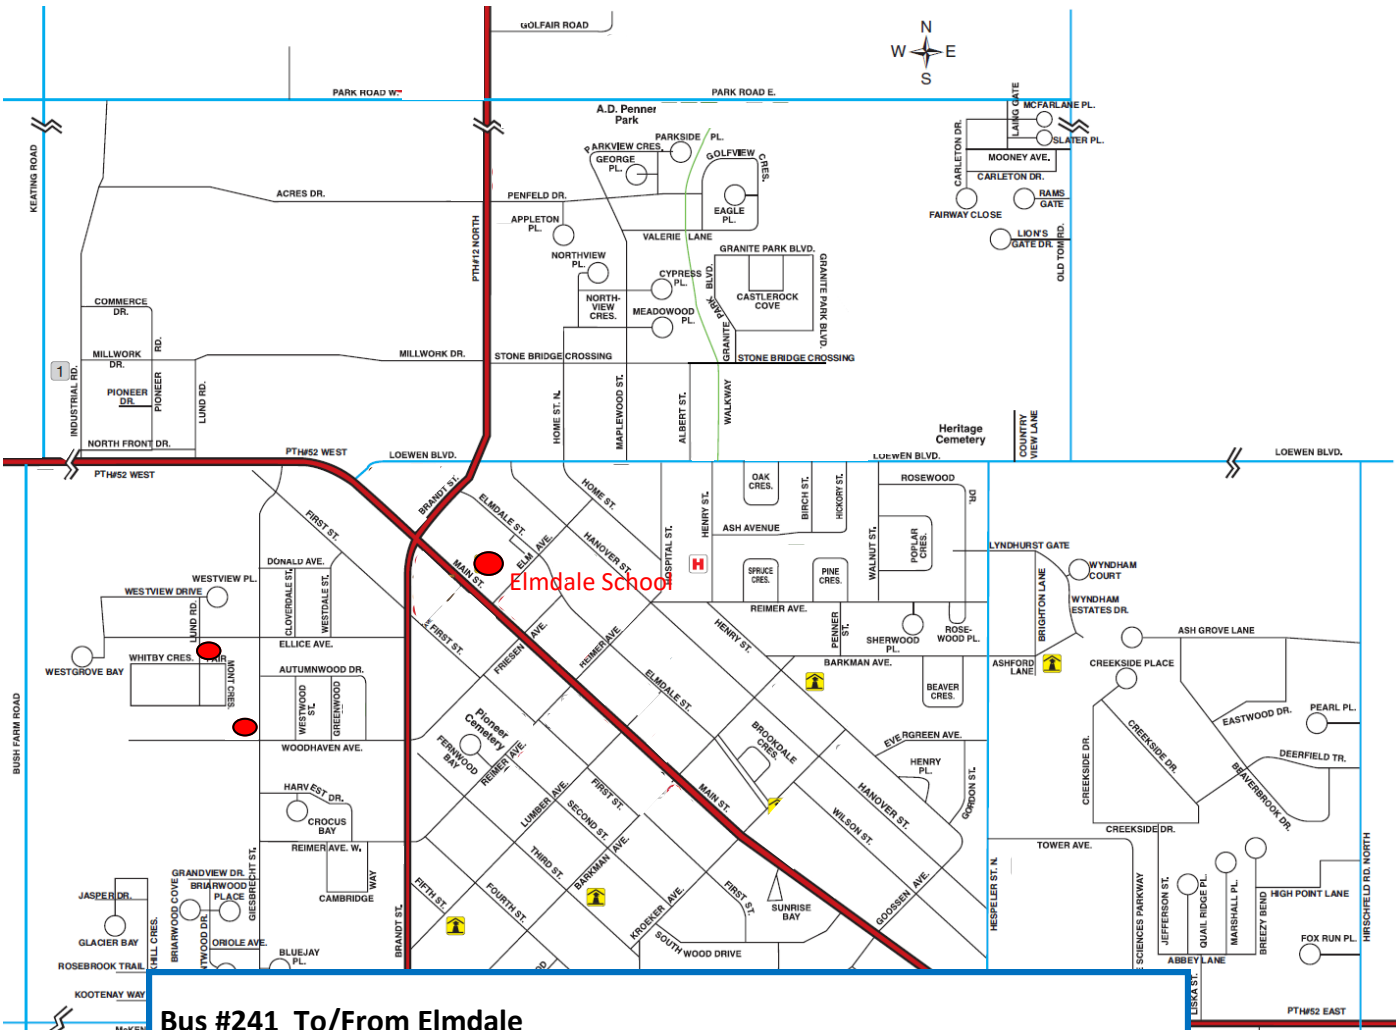 GOLFAIR ROAD
N
W E
S
PARK ROAD W.
PARK ROAD E.
A.D. Penner
Park
LAING GATE
MCFARLANE PL.
SLATER PL.
CARLETON DR.
MOONEY AVE.
CARLETON DR.
RAMS
GATE
FAIRWAY CLOSE
LION'S
GATE DR.
OLD TOM RD.
KEATING ROAD
PARKSIDE PL.
PARKVIEW CRES.
GEORGE
PL.
GOLFVIEW
CRES.
EAGLE
PL.
ACRES DR.
PENFELD DR.
APPLETON
PL.
PTH#12 NORTH
VALERIE LANE
NORTHVIEW
PL.
GRANITE PARK BLVD.
GRANITE PARK BLVD.
GRANITE PARK BLVD.
CYPRESS
PL.
CASTLEROCK
COVE
NORTH-
VIEW
CRES.
MEADOWOOD
PL.
COMMERCE
DR.
MILLWORK
DR.
MILLWORK DR.
STONE BRIDGE CROSSING
STONE BRIDGE CROSSING
1
INDUSTRIAL RD.
PIONEER
DR.
PIONEER RD.
LUND RD.
HOME ST. N.
MAPLEWOOD ST.
ALBERT ST.
WALKWAY
NORTH FRONT DR.
Heritage
Cemetery
COUNTRY
VIEW LANE
PTH#52 WEST
PTH#52 WEST
LOEWEN BLVD.
LOEWEN BLVD.
LOEWEN BLVD.
BRANDT ST.
ELMDALE ST.
HOME ST.
HANOVER ST.
ELM AVE.
HOSPITAL ST.
HENRY ST.
OAK
CRES.
BIRCH ST.
HICKORY ST.
ASH AVENUE
ROSEWOOD DR.
WALNUT ST.
POPLAR
CRES.
LYNDHURST GATE
FIRST ST.
MAIN ST.
Elmdale School
H
SPRUCE
CRES.
PINE
CRES.
WYNDHAM
COURT
WYNDHAM
ESTATES DR.
BRIGHTON LANE
DONALD AVE.
WESTVIEW PL.
WESTVIEW DRIVE
CLOVERDALE ST.
WESTDALE ST.
LUND RD.
ELLICE AVE.
FIRST ST.
FRIESEN AVE.
REIMER AVE.
REIMER AVE.
HENRY ST.
PENNER
ST.
SHERWOOD
PL.
ROSE-
WOOD PL.
BARKMAN AVE.
ASHFORD
LANE
ASH GROVE LANE
WESTGROVE BAY
WHITBY CRES.
FAIR
MONT CRES.
AUTUMNWOOD DR.
WESTWOOD
ST.
GREENWOOD
WOODHAVEN AVE.
ELMDALE ST.
BEAVER
CRES.
CREEKSIDE PLACE
BUSH FARM ROAD
Pioneer
Cemetery
FERNWOOD
BAY
REIMER AVE.
BROOKDALE
CRES.
EVERGREEN AVE.
HENRY
PL.
GORDON ST.
EASTWOOD DR.
PEARL PL.
DEERFIELD TR.
CREEKSIDE DR.
CREEKSIDE DR.
BEAVERBROOK DR.
HARVEST DR.
CROCUS
BAY
LUMBER AVE.
FIRST ST.
SECOND ST.
MAIN ST.
HANOVER ST.
WILSON ST.
CREEKSIDE DR.
TOWER AVE.
REIMER AVE. W.
CAMBRIDGE
WAY
GIESBRECHT ST.
THIRD ST.
BARKMAN AVE.
FIFTH ST.
FOURTH ST.
KROEKER AVE.
FIRST ST.
SUNRISE
BAY
GOOSSEN AVE.
HESPELER ST. N.
HIRSCHFELD RD. NORTH
GRANDVIEW DR.
BRIARWOOD
PLACE
BRIARWOOD COVE
JASPER DR.
GLACIER BAY
ORIOLE AVE.
BLUEJAY
PL.
BRANDT ST.
SOUTHWOOD DRIVE
SCIENCES PARKWAY
JEFFERSON ST.
QUAIL RIDGE PL.
MARSHALL PL.
BREEZY BEND
HIGH POINT LANE
FOX RUN PL.
ABBEY LANE
ROSEBROOK TRAIL
KOOTENAY WAY
PTH#52 EAST
Bus #241 To/From Elmdale